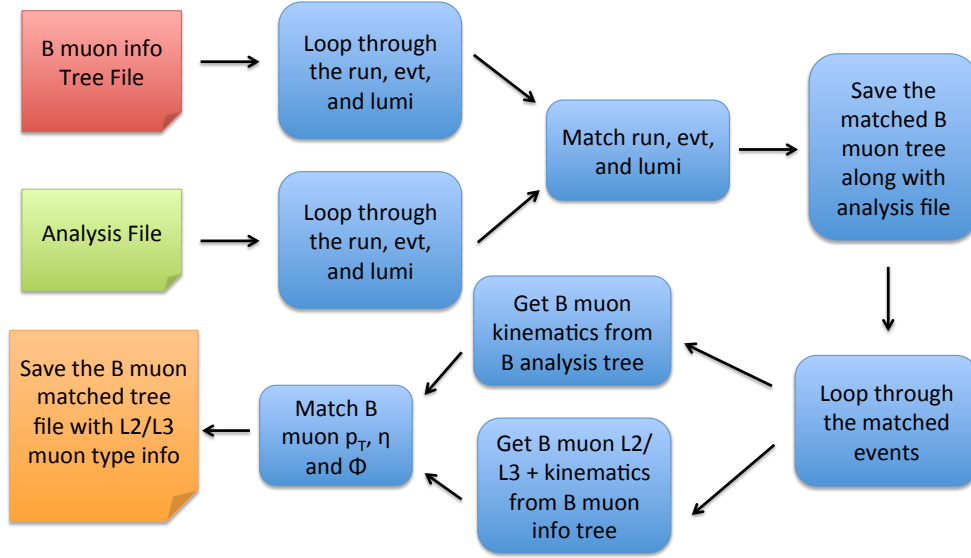 B muon info
Tree File
Loop through
the run, evt,
and lumi
Match run, evt,
and lumi
Save the
matched B
muon tree
along with
analysis file
Analysis File
Loop through
the run, evt,
and lumi
Get B muon
kinematics from
B analysis tree
Loop through
the matched
events
Get B muon L2/
L3 + kinematics
from B muon
info tree
Match B
muon p_T, η
and Φ
Save the B muon
matched tree
file with L2/L3
muon type info